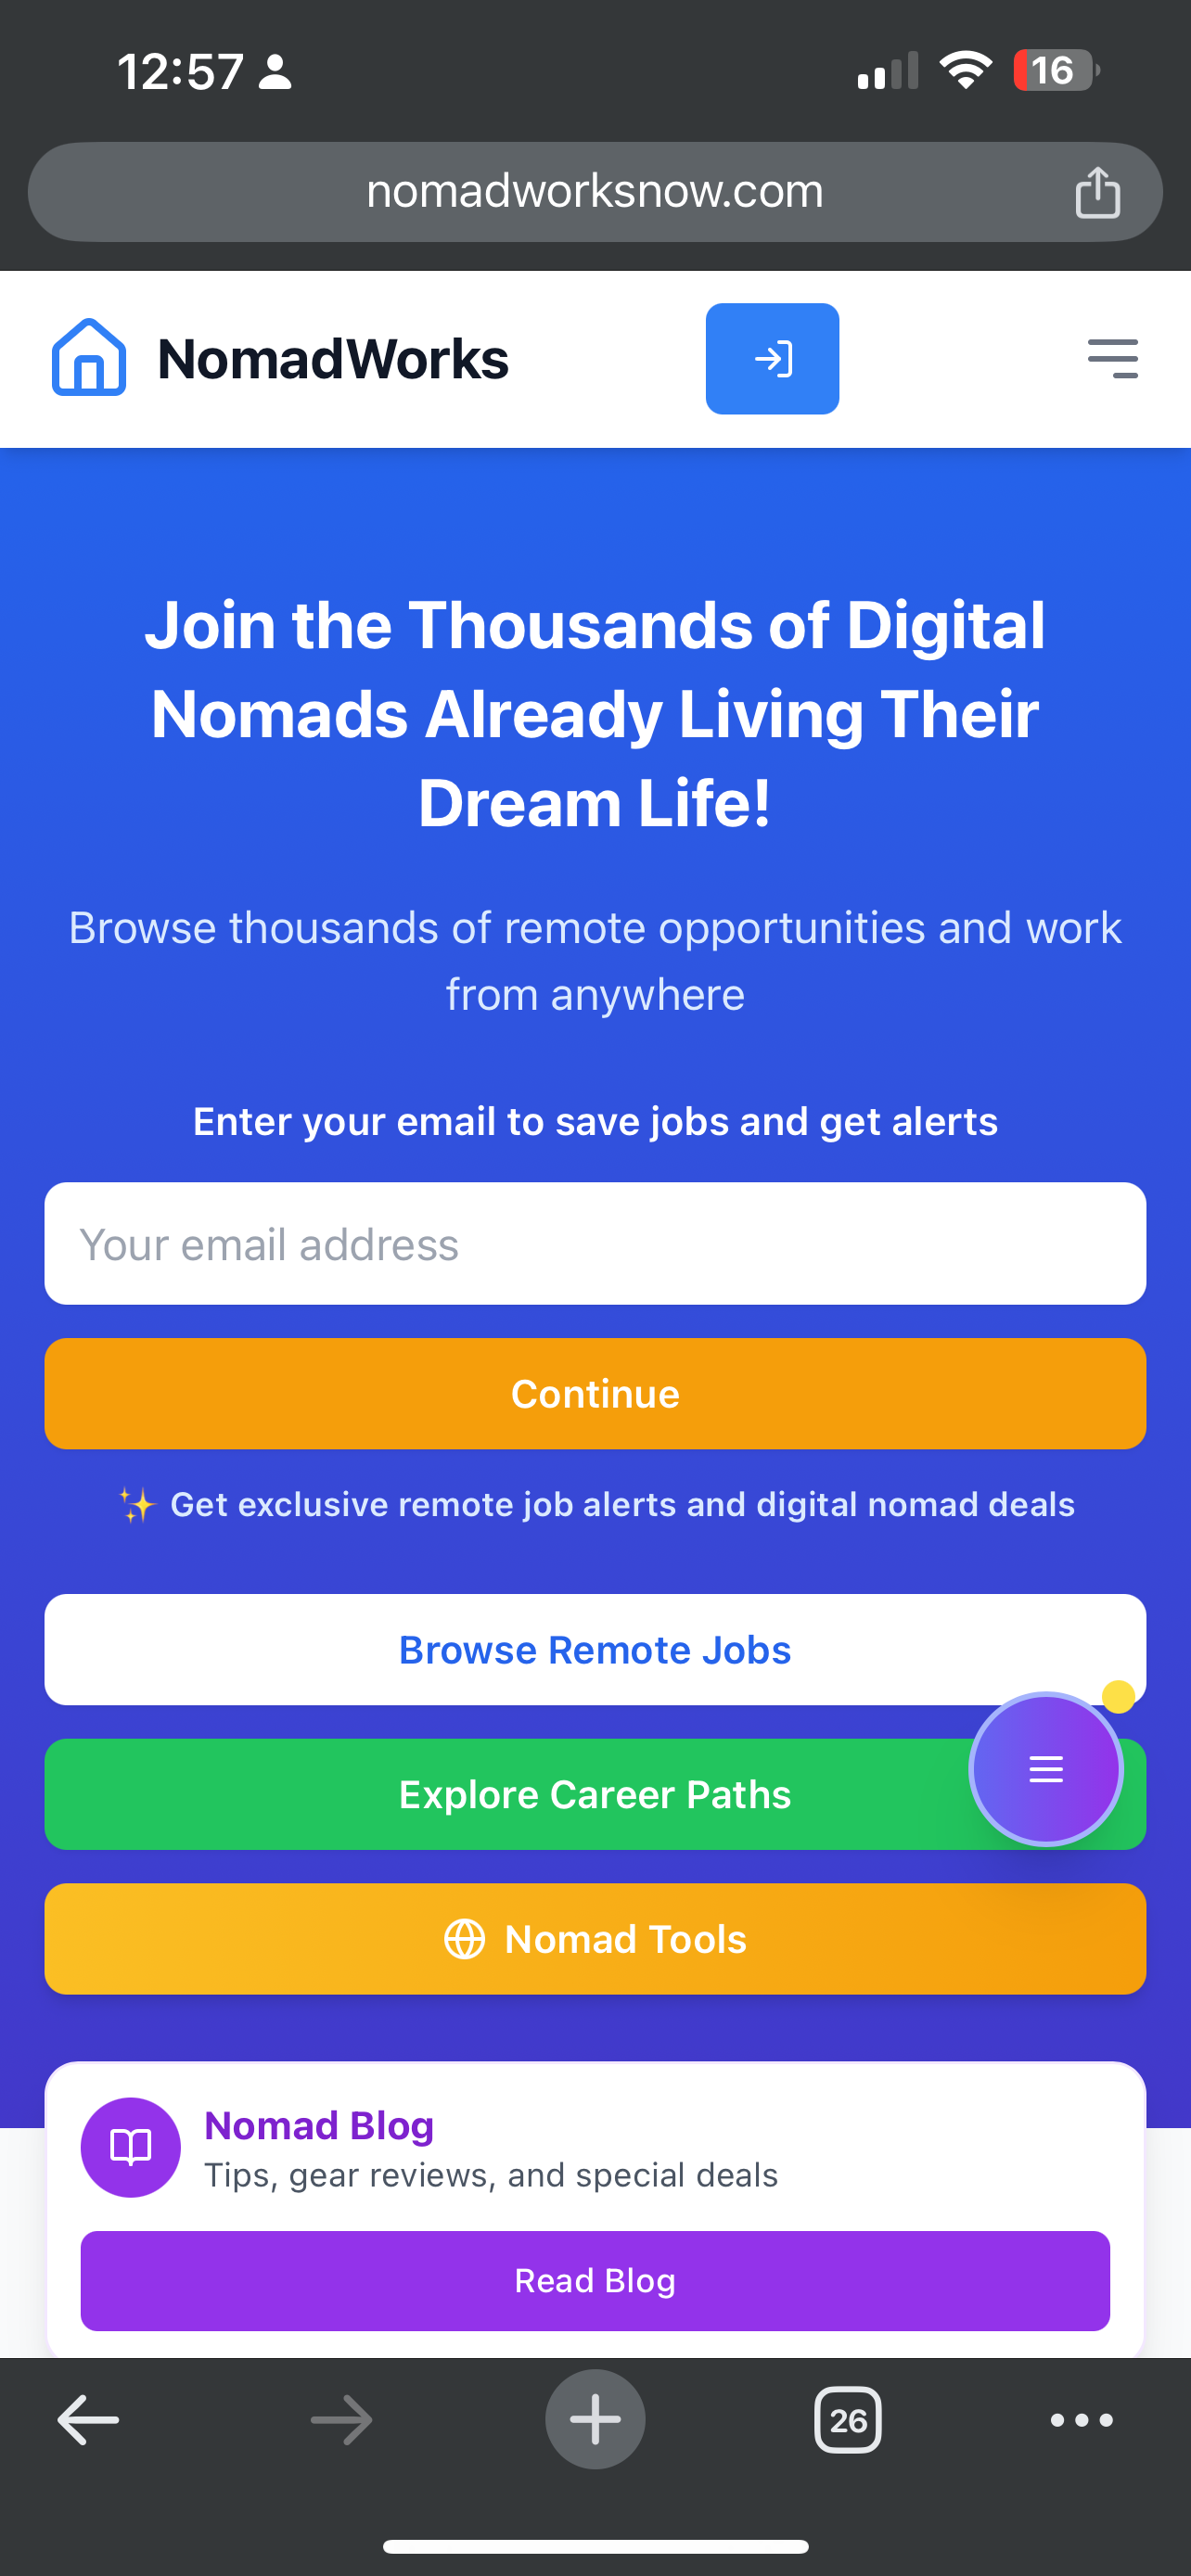 12:57
16
nomadworksnow.com
NomadWorks
Join the Thousands of Digital
Nomads Already Living Their
Dream Life!
Browse thousands of remote opportunities and work
from anywhere
Enter your email to save jobs and get alerts
Your email address
Continue
✨ Get exclusive remote job alerts and digital nomad deals
Browse Remote Jobs
Explore Career Paths
Nomad Tools
Nomad Blog
Tips, gear reviews, and special deals
Read Blog
26